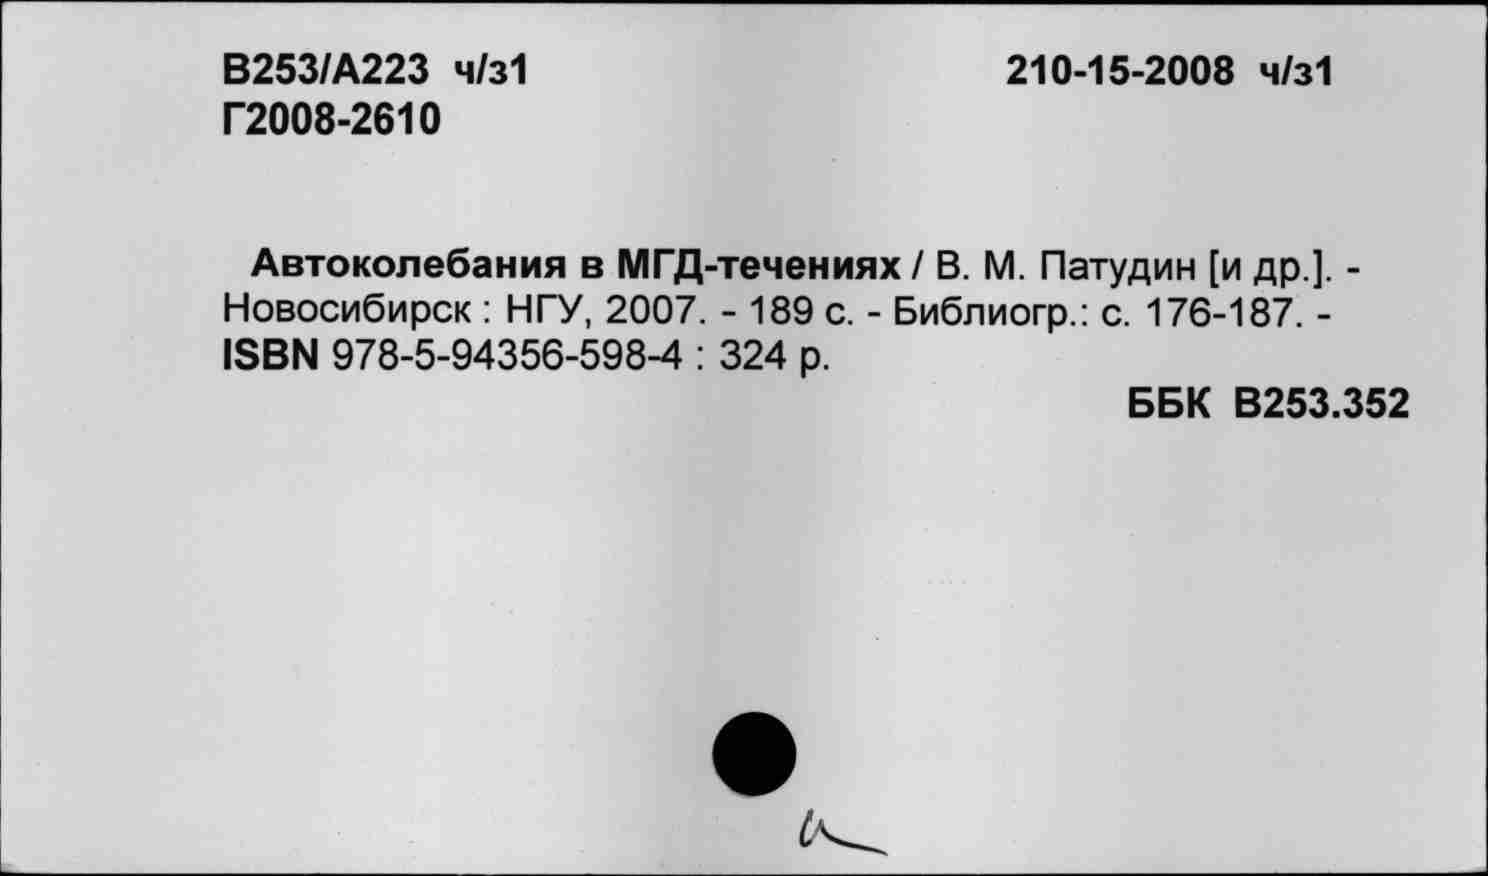 В253/А223 ч/з1
210-15-2008 ч/з1
Г2008-2610
Автоколебания в МГД-течениях / В. М. Патудин [и др.]. -
Новосибирск : НГУ, 2007. - 189 с. - Библиогр.: с. 176-187. -
ISBN 978-5-94356-598-4 : 324 р.
ББК В253.352